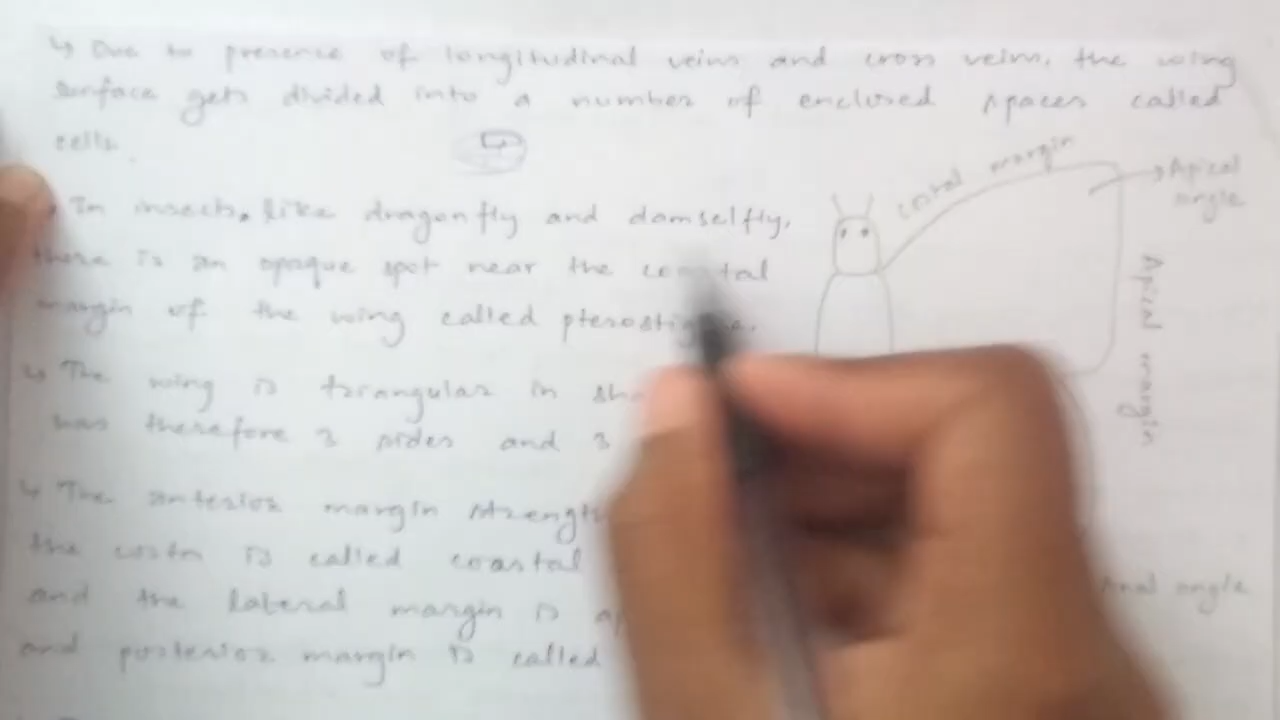 ↳ Due to presence of longitudinal veins and cross veins, the wing
surface gets divided into a number of enclosed spaces called
cells.
In insects, like dragonfly and damselfly,
there is an opaque spot near the coastal
margin of the wing called
↳ The wing is triangular in
has therefore 3 sides and 3
↳ The anterior margin
the costa is called coastal
and the lateral margin is
and posterior margin is called
costal margin
Apical
angle
Apical margin
Anal angle